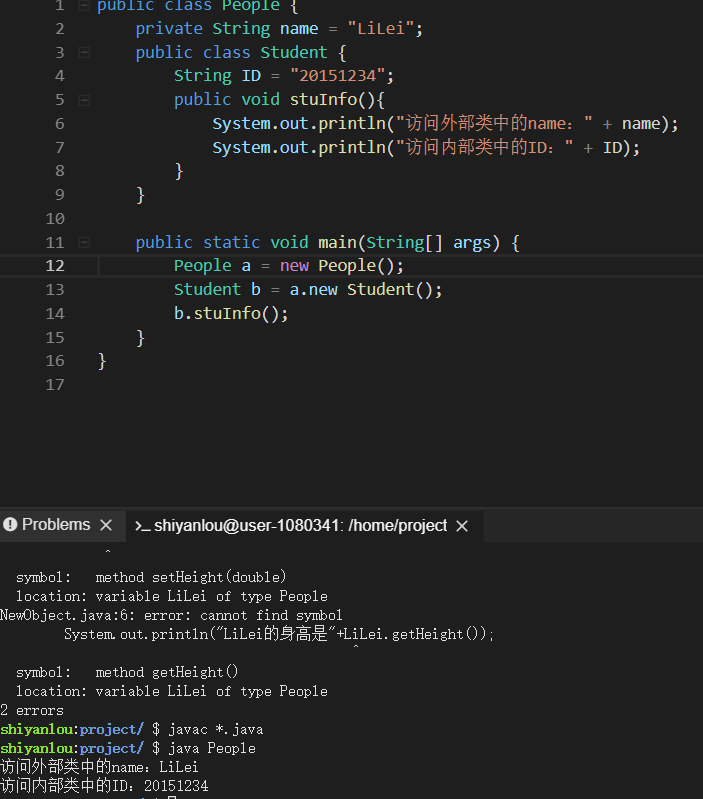 1 public class People {
2 private String name = "LiLei";
3 public class Student {
4 String ID = "20151234";
5 public void stuInfo(){
6 System.out.println("访问外部类中的name：" + name);
7 System.out.println("访问内部类中的ID：" + ID);
8 }
9 }
10
11 public static void main(String[] args) {
12 People a = new People();
13 Student b = a.new Student();
14 b.stuInfo();
15 }
16 }
17
Problems × >_ shiyanlou@user-1080341: /home/project ×
^
symbol: method setHeight(double)
location: variable LiLei of type People
NewObject.java:6: error: cannot find symbol
System.out.println("LiLei的身高是"+LiLei.getHeight());
^
symbol: method getHeight()
location: variable LiLei of type People
2 errors
shiyanlou:project/ $ javac *.java
shiyanlou:project/ $ java People
访问外部类中的name：LiLei
访问内部类中的ID：20151234